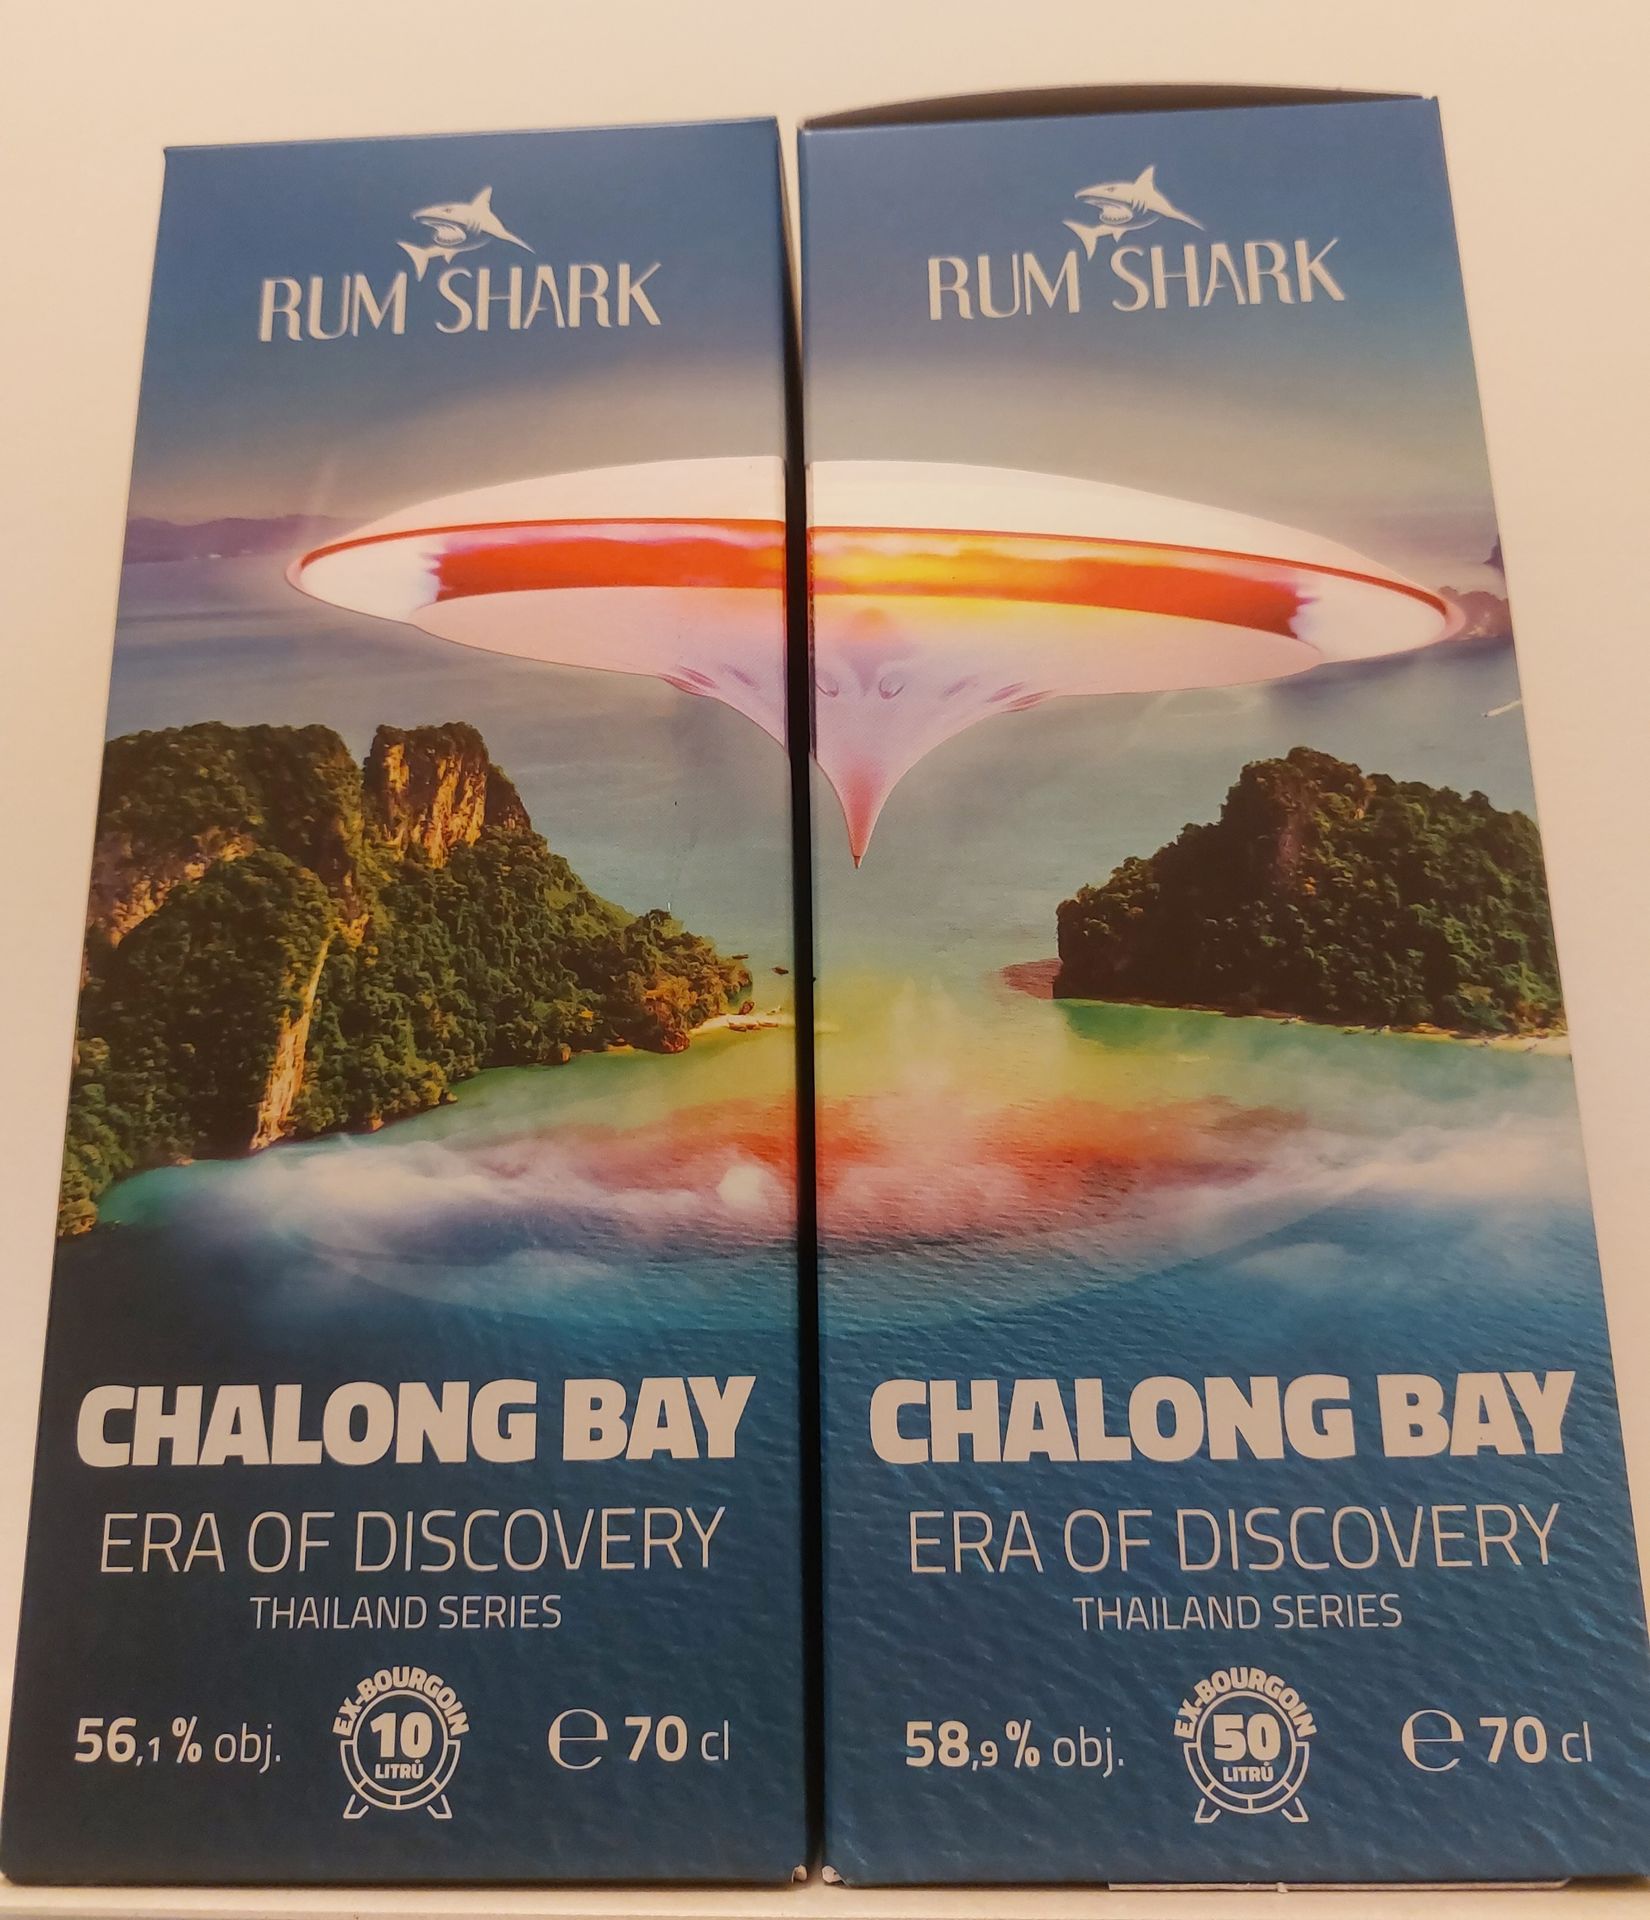 RUM SHARK
CHALONG BAY
ERA OF DISCOVERY
THAILAND SERIES
56,1% obj.
EX-BOURGOIN
10
LITRŮ
e 70 cl
RUM SHARK
CHALONG BAY
ERA OF DISCOVERY
THAILAND SERIES
58,9% obj.
EX-BOURGOIN
50
LITRŮ
e 70 cl